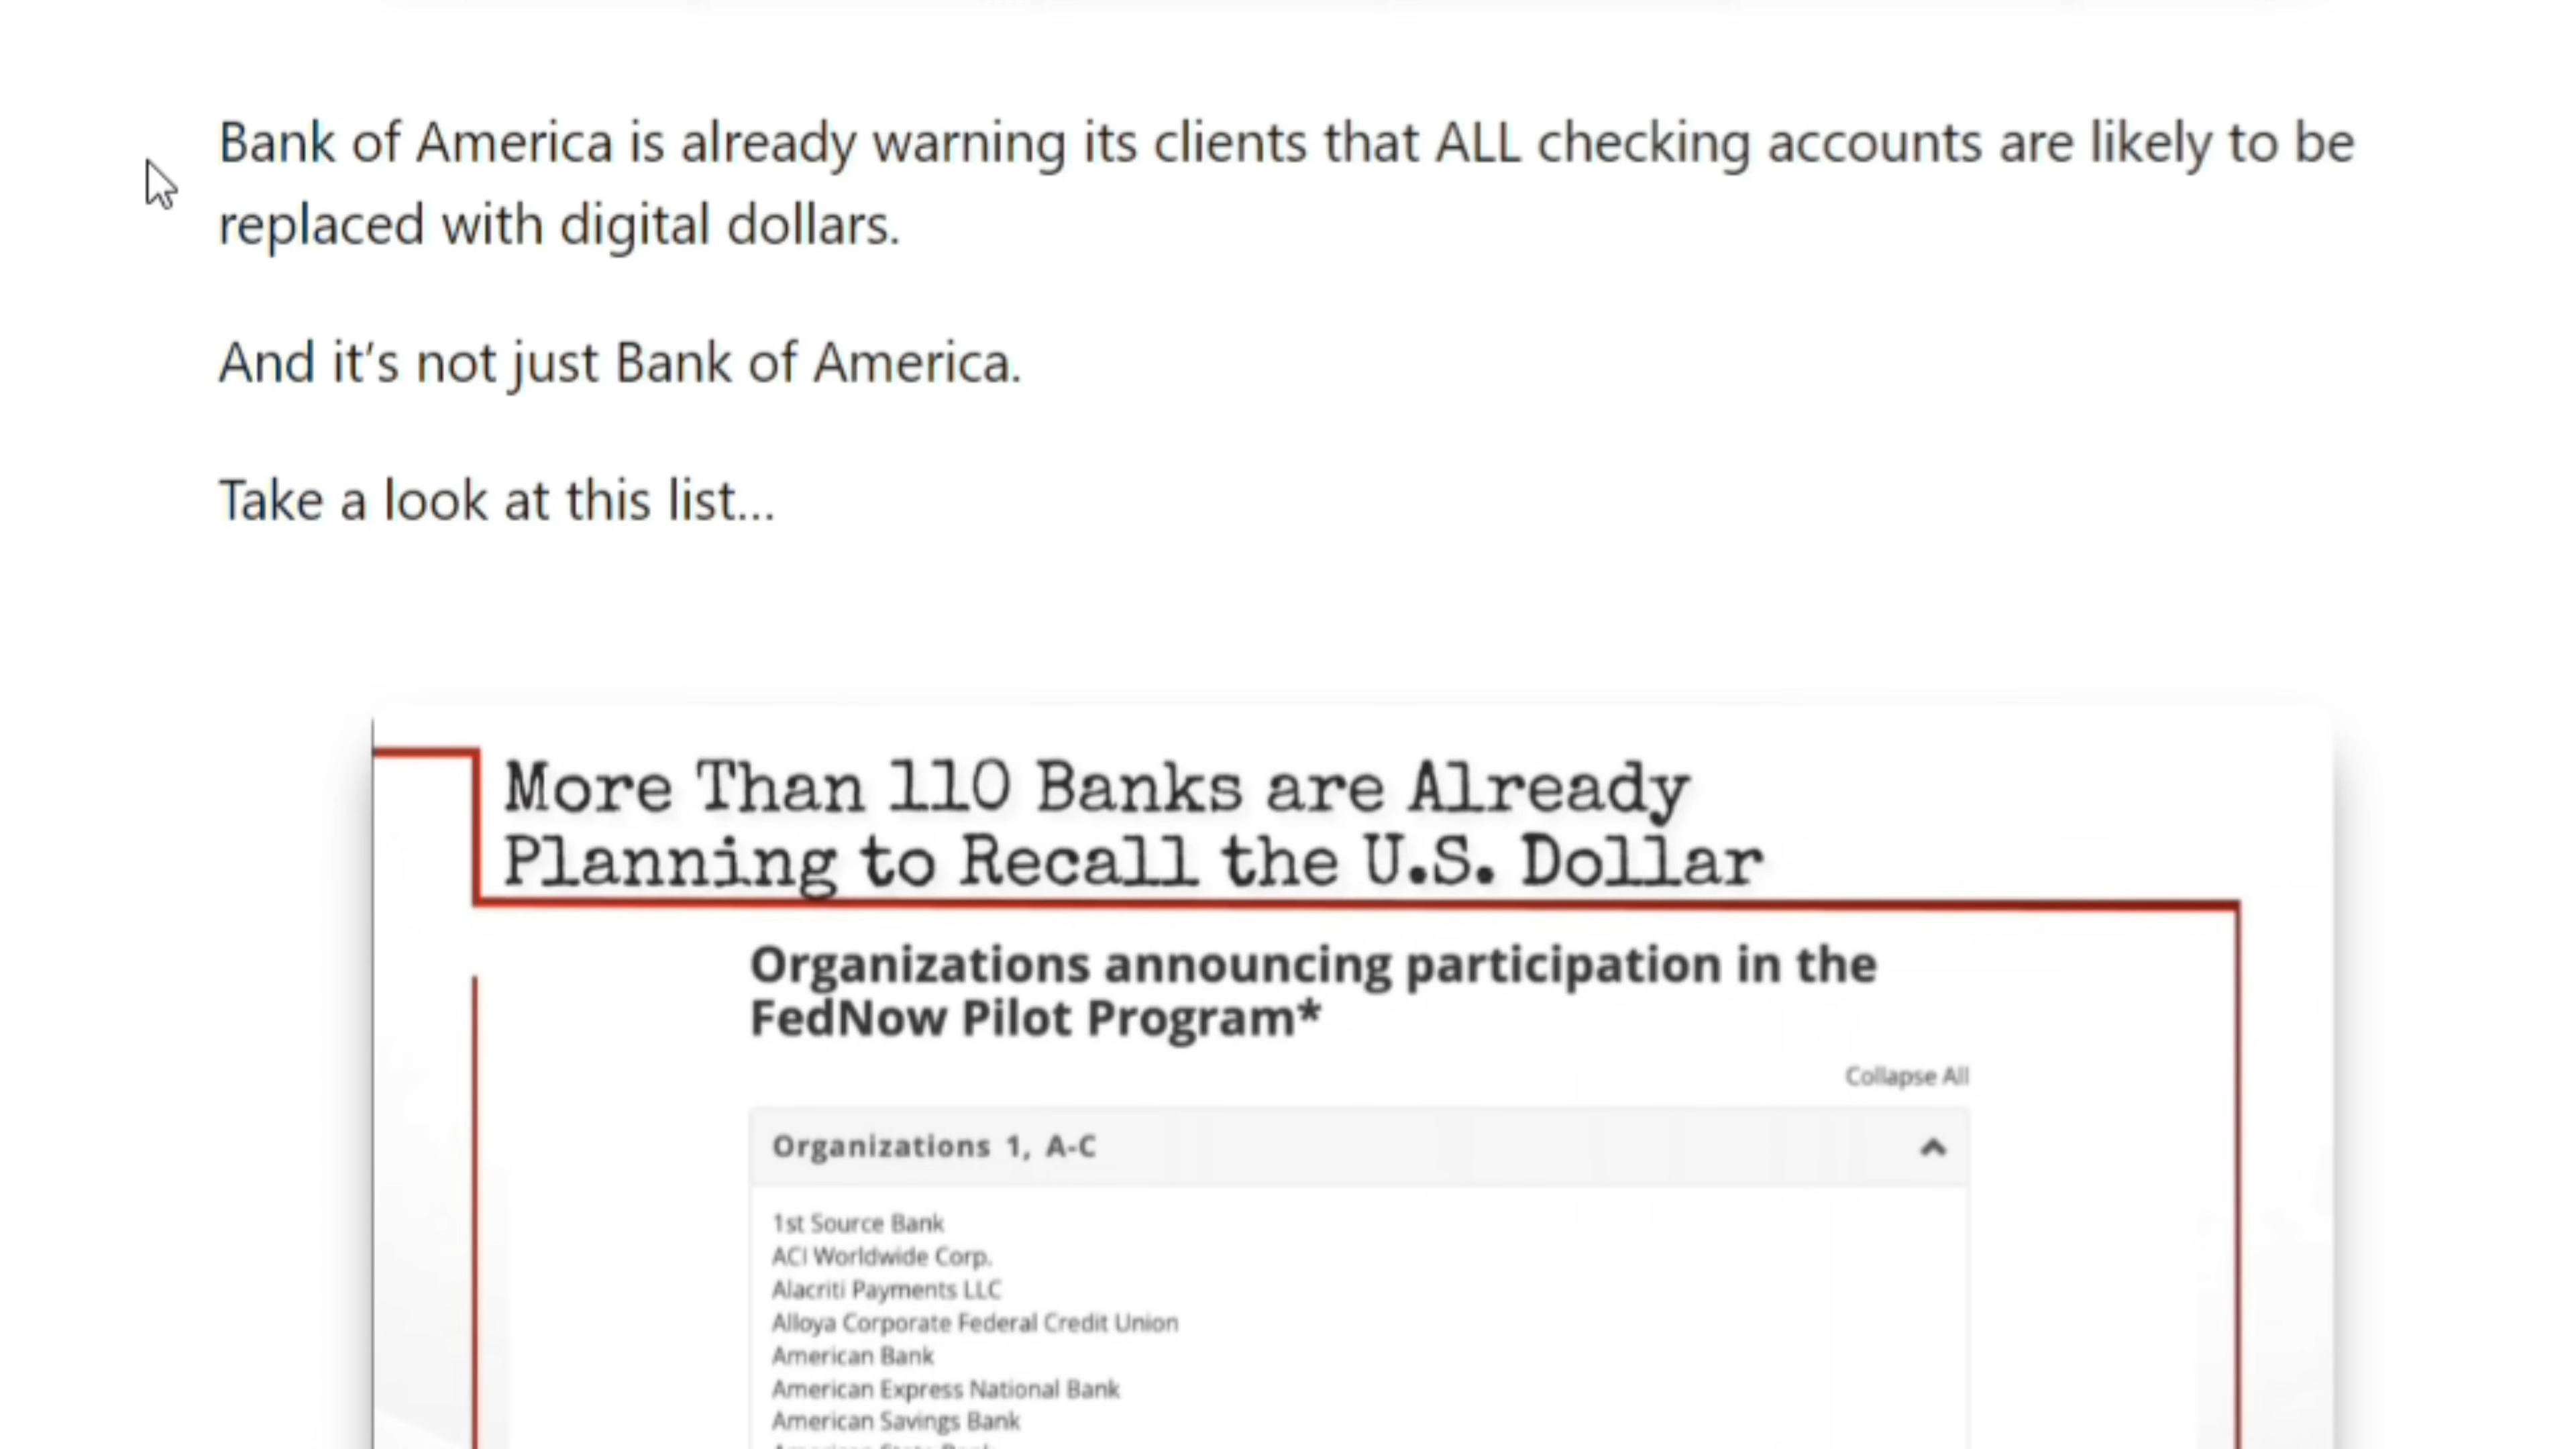 Bank of America is already warning its clients that ALL checking accounts are likely to be
replaced with digital dollars.
And it's not just Bank of America.
Take a look at this list...
More Than 110 Banks are Already
Planning to Recall the U.S. Dollar
Organizations announcing participation in the
FedNow Pilot Program*
Collapse All
Organizations 1, A-C
1st Source Bank
ACI Worldwide Corp.
Alacriti Payments LLC
Alloya Corporate Federal Credit Union
American Bank
American Express National Bank
American Savings Bank